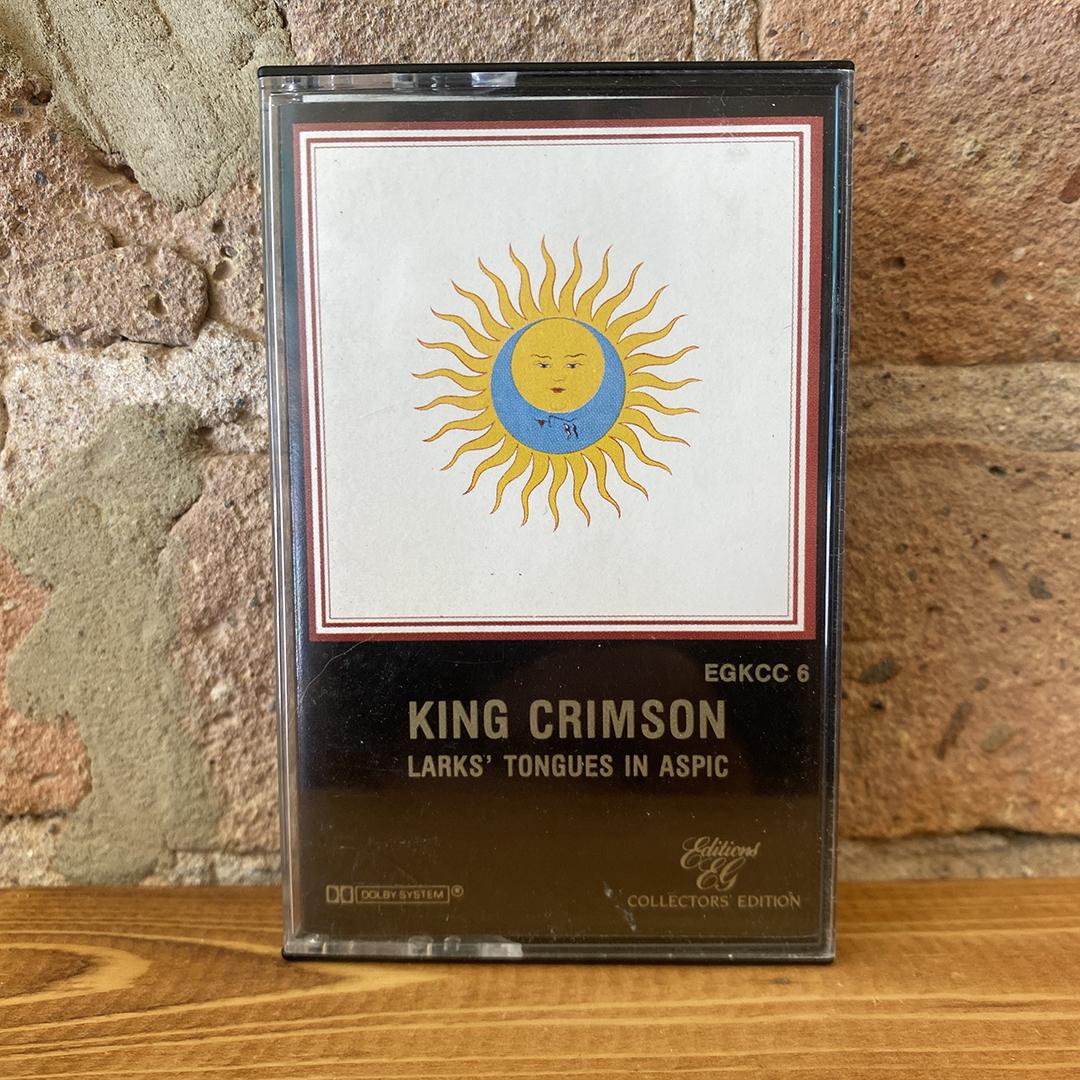 EGKCC 6
KING CRIMSON
LARKS' TONGUES IN ASPIC
Editions
EG
COLLECTORS' EDITION
DOLBY SYSTEM ®